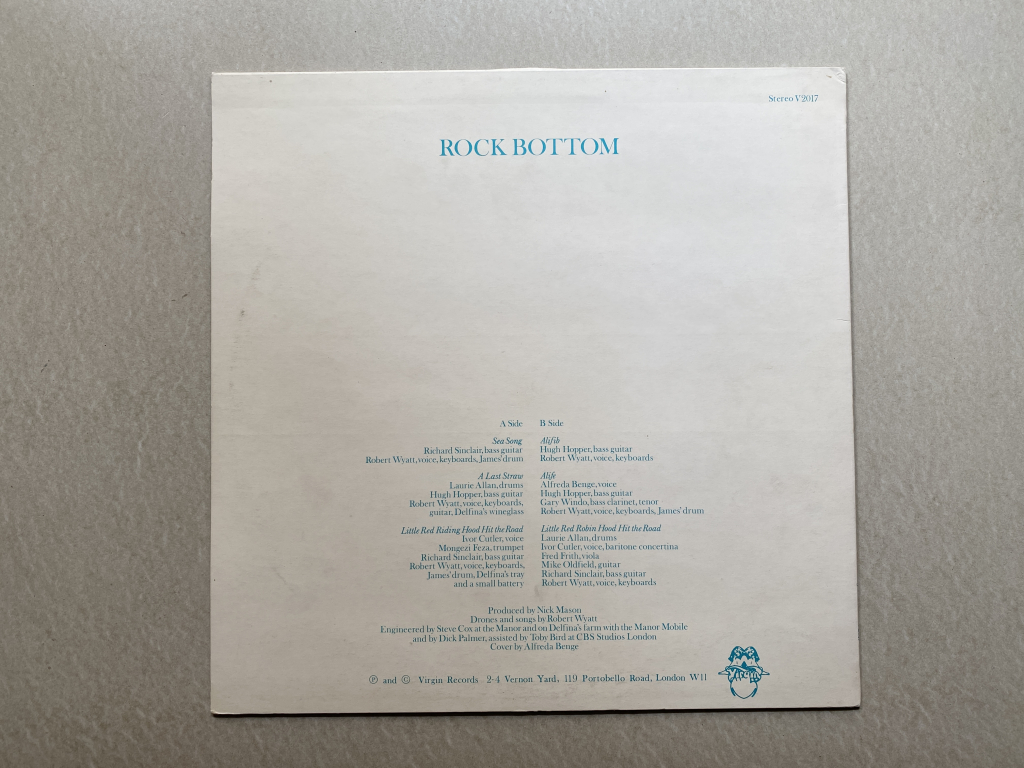 Stereo V2017
ROCK BOTTOM
A Side
Sea Song
Richard Sinclair, bass guitar
Robert Wyatt, voice, keyboards, James' drum
A Last Straw
Laurie Allan, drums
Hugh Hopper, bass guitar
Robert Wyatt, voice, keyboards,
guitar, Delfina's wineglass
Little Red Riding Hood Hit the Road
Ivor Cutler, voice
Mongezi Feza, trumpet
Richard Sinclair, bass guitar
Robert Wyatt, voice, keyboards,
James' drum, Delfina's tray
and a small battery
B Side
Alifib
Hugh Hopper, bass guitar
Robert Wyatt, voice, keyboards
Alife
Alfreda Benge, voice
Hugh Hopper, bass guitar
Gary Windo, bass clarinet, tenor
Robert Wyatt, voice, keyboards, James' drum
Little Red Robin Hood Hit the Road
Laurie Allan, drums
Ivor Cutler, voice, baritone concertina
Fred Frith, viola
Mike Oldfield, guitar
Richard Sinclair, bass guitar
Robert Wyatt, voice, keyboards
Produced by Nick Mason
Drones and songs by Robert Wyatt
Engineered by Steve Cox at the Manor and on Delfina's farm with the Manor Mobile
and by Dick Palmer, assisted by Toby Bird at CBS Studios London
Cover by Alfreda Benge
℗ and © Virgin Records 2-4 Vernon Yard, 119 Portobello Road, London W11
VIRGIN